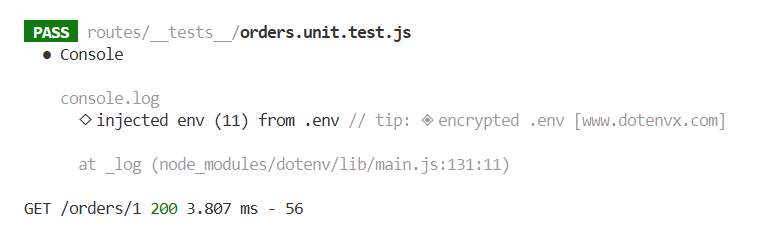 PASS routes/__tests__/orders.unit.test.js
● Console
console.log
◇ injected env (11) from .env // tip: ◈ encrypted .env [www.dotenvx.com]
at _log (node_modules/dotenv/lib/main.js:131:11)
GET /orders/1 200 3.807 ms - 56